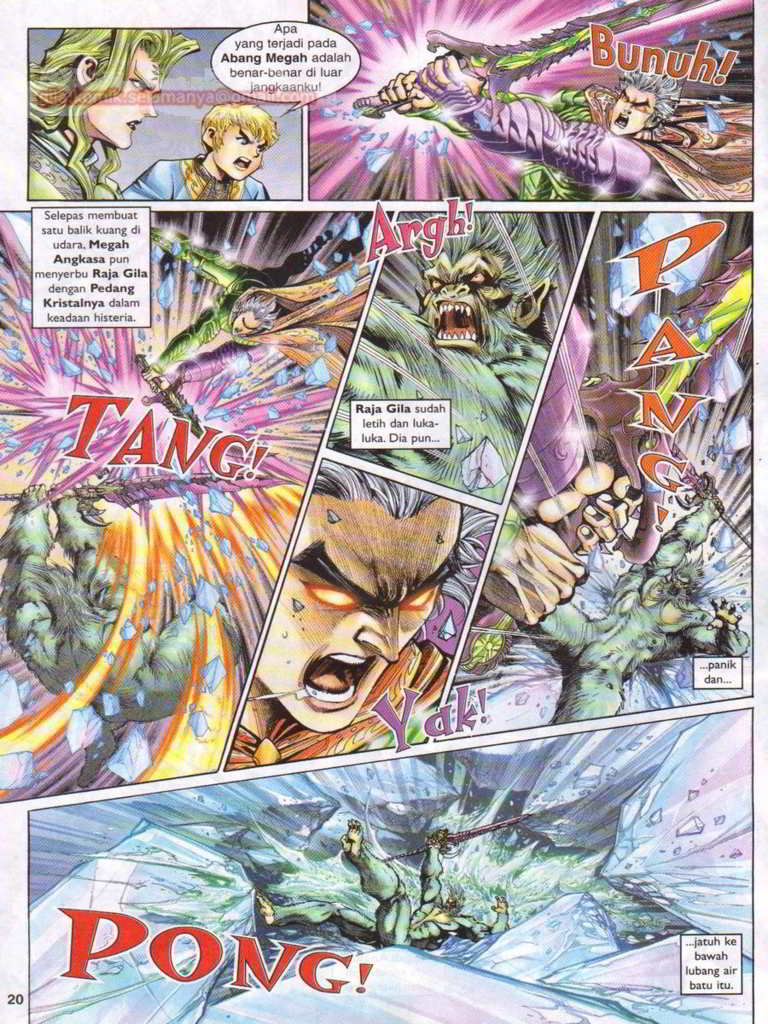 Apa
yang terjadi pada
Abang Megah adalah
benar-benar di luar
jangkaanku!
Bunuh!
Selepas membuat
satu balik kuang di
udara, Megah
Angkasa pun
menyerbu Raja Gila
dengan Pedang
Kristalnya dalam
keadaan histeria.
TANG!
Argh!
Raja Gila sudah
letih dan luka-
luka. Dia pun...
Yak!
PANG!
...panik
dan...
PONG!
...jatuh ke
bawah
lubang air
batu itu.
20